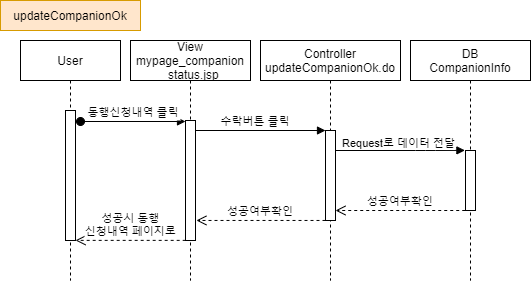 updateCompanionOk
User
View
mypage_companion
status.jsp
Controller
updateCompanionOk.do
DB
CompanionInfo
동행신청내역 클릭
수락버튼 클릭
Request로 데이터 전달
성공여부확인
성공여부확인
성공시 동행
신청내역 페이지로